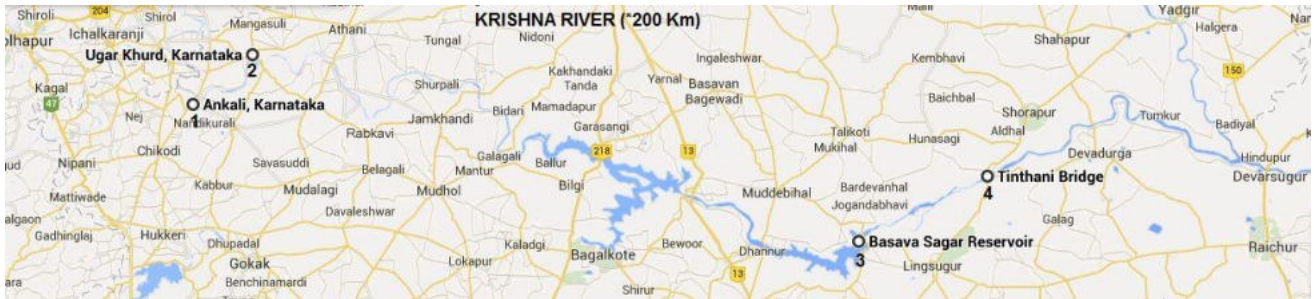 Shiroli
204
Shirol
Mangasuli
Athani
Tungal
KRISHNA RIVER (~200 Km)
Nidoni
Ingaleshwar
Kembhavi
Shahapur
Yadgir
Halgera
olhapur
Ichalkaranji
Ugar Khurd, Karnataka
2
Kagal
47
Ankali, Karnataka
1
Nej
Nandikurali
Shurpali
Kakhandaki
Tanda
Yarnal
Basavan
Bagewadi
150
Bidari
Mamadapur
Jamkhandi
Garasangi
Baichbal
Shorapur
Rabkavi
Talikoti
Mukihal
Hunasagi
Aldhal
Tumkur
Badiyal
Nipani
Chikodi
Savasuddi
Belagali
Galagali
Ballur
218
13
Devadurga
Hindupur
Mattiwade
Kabbur
Mudalagi
Mudhol
Mantur
Bilgi
Muddebihal
Bardevanhal
Jogandabhavi
Tinthani Bridge
4
Devarsugur
Davaleshwar
Galag
Gadhinglaj
Hukkeri
Dhupadal
Kaladgi
Bewoor
Dhannur
Basava Sagar Reservoir
3
Raichur
Gokak
Lokapur
Bagalkote
Lingsugur
Benchinamardi
Shirur
13